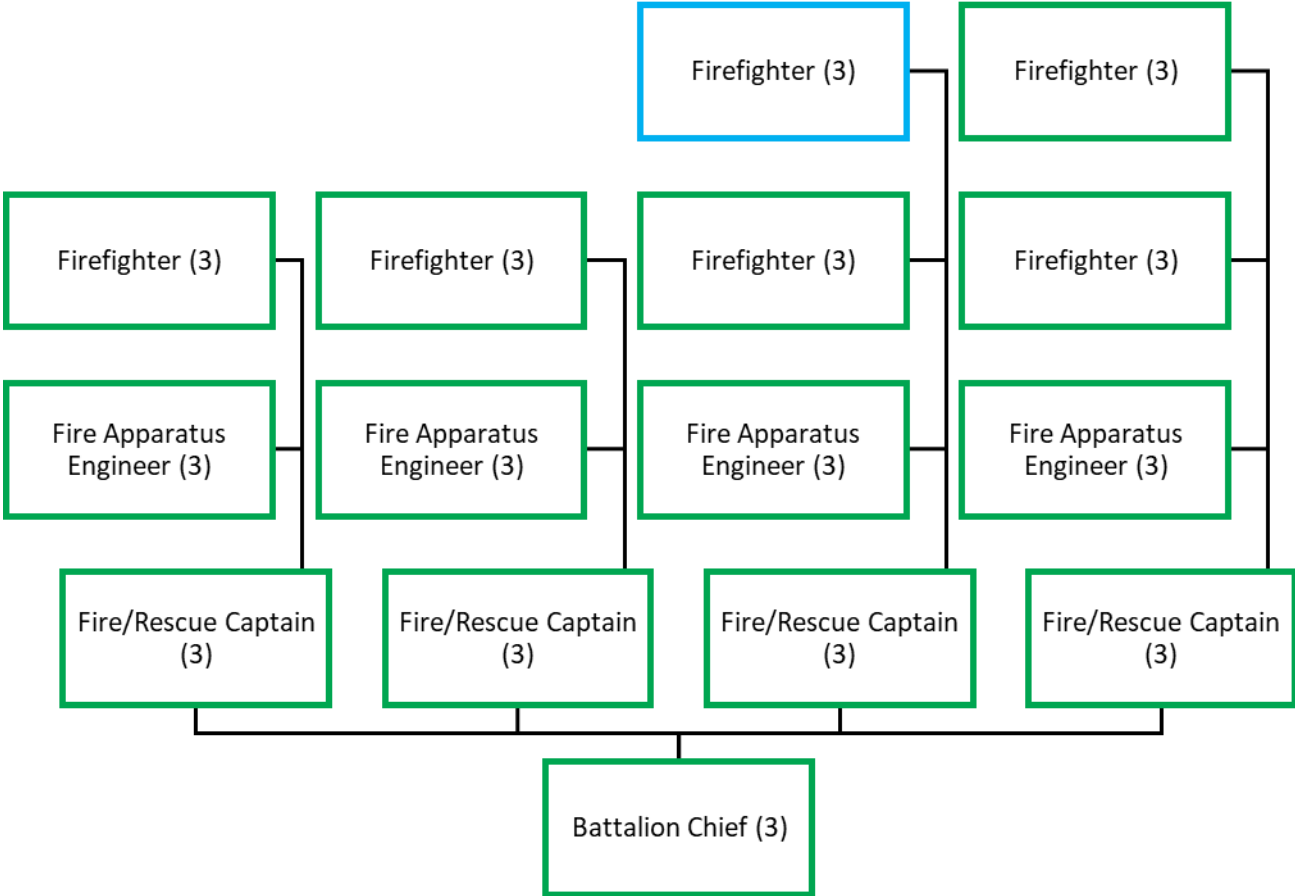 Firefighter (3)
Firefighter (3)
Firefighter (3)
Firefighter (3)
Firefighter (3)
Firefighter (3)
Fire Apparatus
Engineer (3)
Fire Apparatus
Engineer (3)
Fire Apparatus
Engineer (3)
Fire Apparatus
Engineer (3)
Fire/Rescue Captain
(3)
Fire/Rescue Captain
(3)
Fire/Rescue Captain
(3)
Fire/Rescue Captain
(3)
Battalion Chief (3)